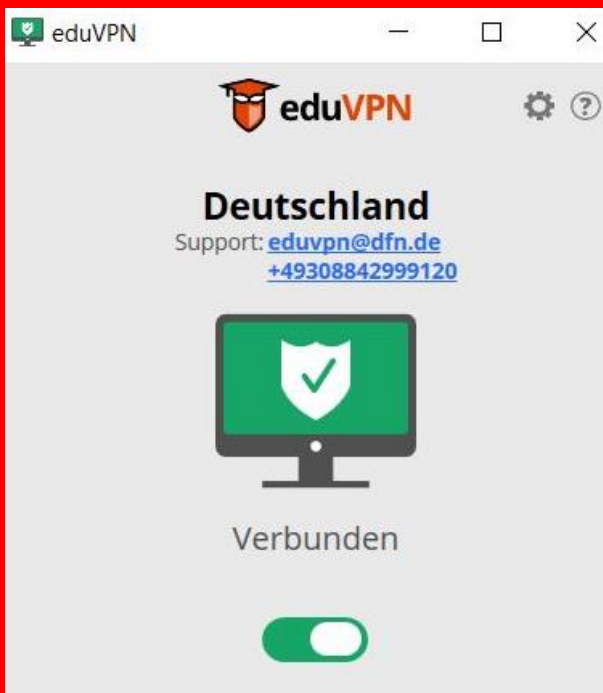 eduVPN
eduVPN
Deutschland
Support: eduvpn@dfn.de
+49308842999120
Verbunden